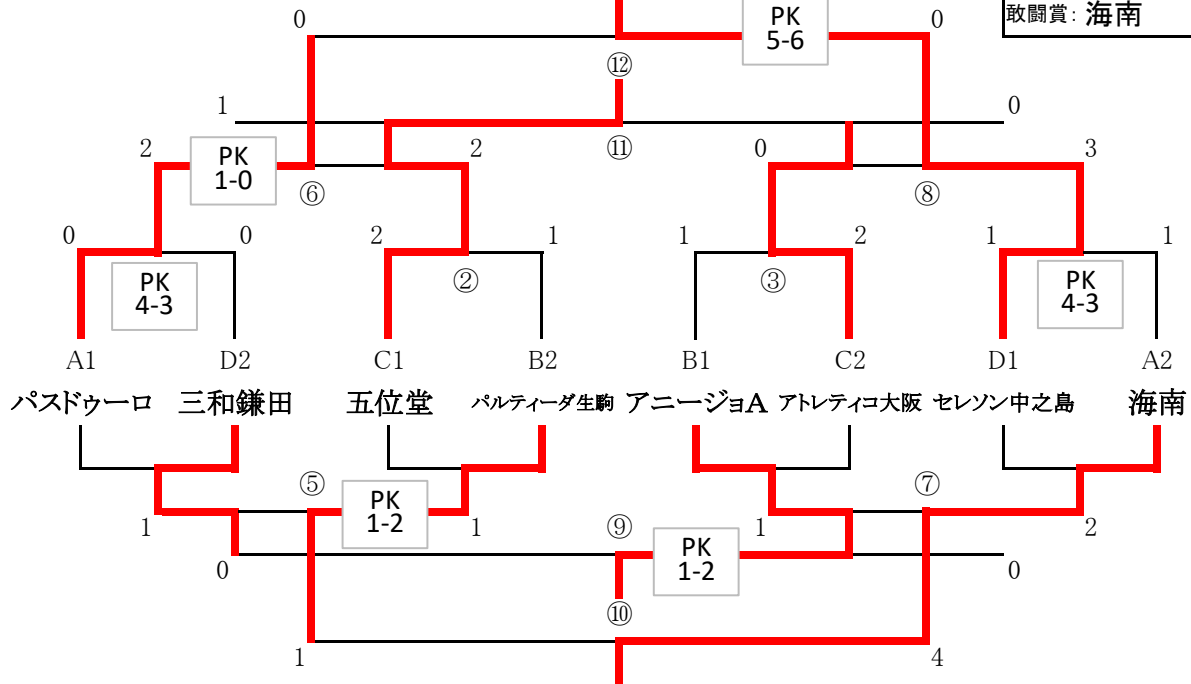 敢闘賞: 海南
0
PK
5-6
0
⑫
1
0
⑪
2
PK
1-0
2
0
3
⑥
⑧
0
0
2
1
1
2
1
1
PK
4-3
②
③
PK
4-3
A1
D2
C1
B2
B1
C2
D1
A2
パスドゥーロ
三和鎌田
五位堂
パルティーダ生駒
アニージョA
アトレティコ大阪
セレソン中之島
海南
⑤
⑦
PK
1-2
1
1
⑨
1
2
PK
1-2
0
0
⑩
1
4